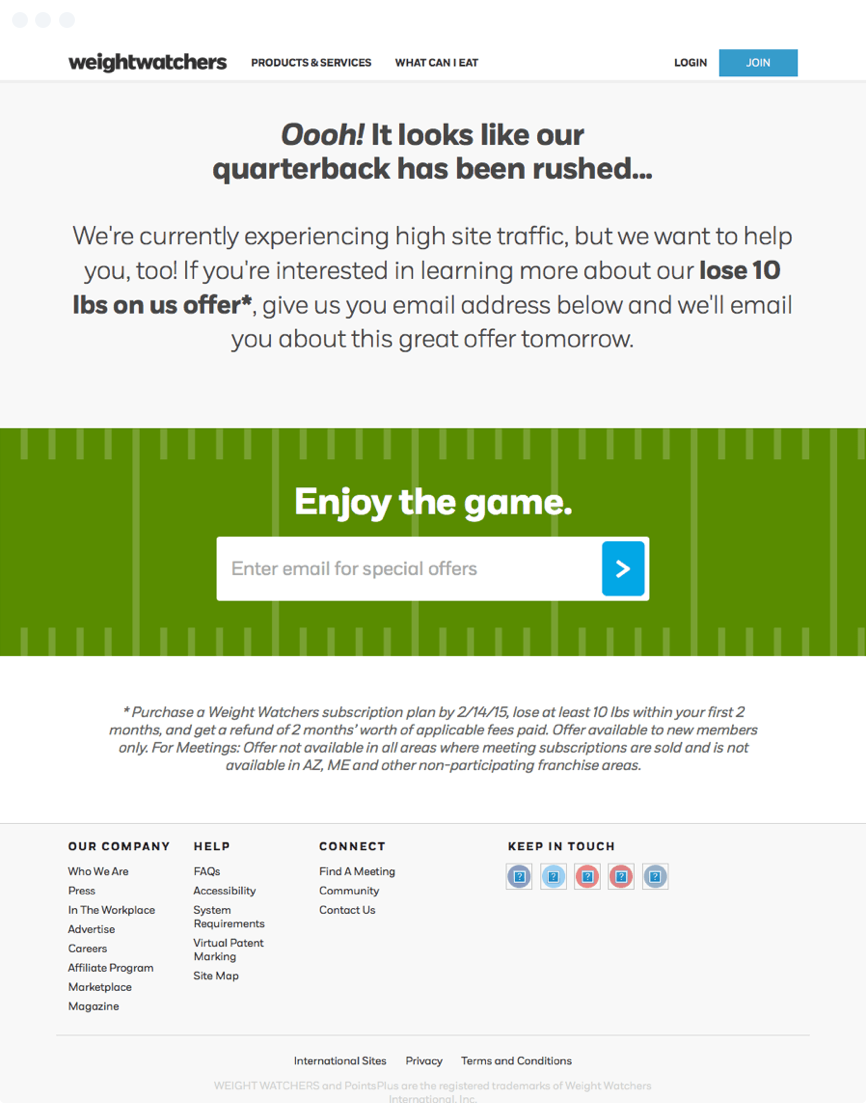 weightwatchers PRODUCTS & SERVICES WHAT CAN I EAT LOGIN JOIN
Oooh! It looks like our
quarterback has been rushed...
We're currently experiencing high site traffic, but we want to help
you, too! If you're interested in learning more about our lose 10
lbs on us offer*, give us you email address below and we'll email
you about this great offer tomorrow.
Enjoy the game.
Enter email for special offers
* Purchase a Weight Watchers subscription plan by 2/14/15, lose at least 10 lbs within your first 2
months, and get a refund of 2 months' worth of applicable fees paid. Offer available to new members
only. For Meetings: Offer not available in all areas where meeting subscriptions are sold and is not
available in AZ, ME and other non-participating franchise areas.
OUR COMPANY
Who We Are
Press
In The Workplace
Advertise
Careers
Affiliate Program
Marketplace
Magazine
HELP
FAQs
Accessibility
System
Requirements
Virtual Patent
Marking
Site Map
CONNECT
Find A Meeting
Community
Contact Us
KEEP IN TOUCH
? ? ? ? ?
International Sites Privacy Terms and Conditions
WEIGHT WATCHERS and PointsPlus are the registered trademarks of Weight Watchers
International, Inc.